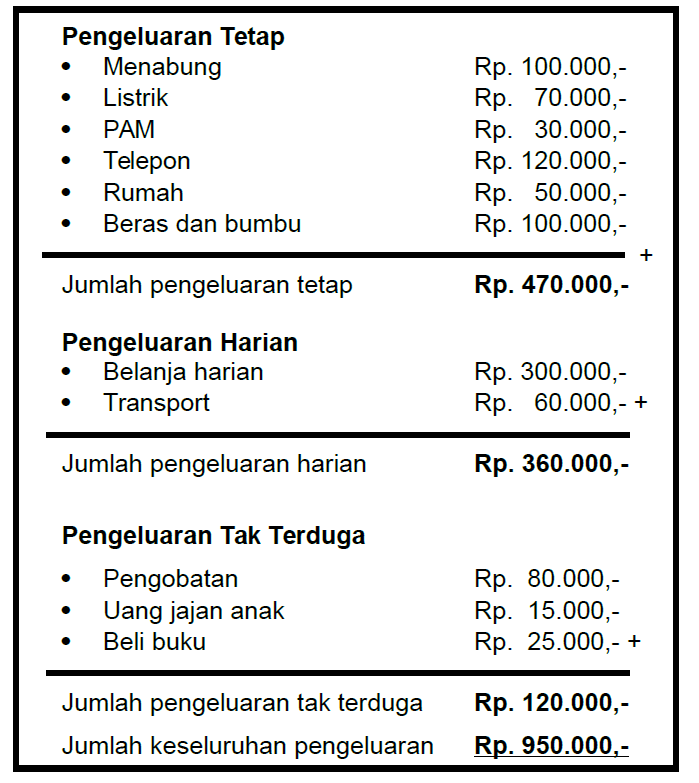 Pengeluaran Tetap
• Menabung Rp. 100.000,-
• Listrik Rp. 70.000,-
• PAM Rp. 30.000,-
• Telepon Rp. 120.000,-
• Rumah Rp. 50.000,-
• Beras dan bumbu Rp. 100.000,-
+
Jumlah pengeluaran tetap Rp. 470.000,-
Pengeluaran Harian
• Belanja harian Rp. 300.000,-
• Transport Rp. 60.000,- +
Jumlah pengeluaran harian Rp. 360.000,-
Pengeluaran Tak Terduga
• Pengobatan Rp. 80.000,-
• Uang jajan anak Rp. 15.000,-
• Beli buku Rp. 25.000,- +
Jumlah pengeluaran tak terduga Rp. 120.000,-
Jumlah keseluruhan pengeluaran Rp. 950.000,-